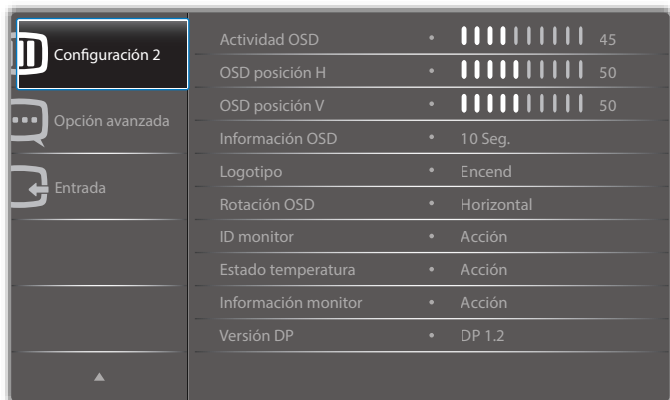 Configuración 2
Opción avanzada
Entrada
Actividad OSD • 45
OSD posición H • 50
OSD posición V • 50
Información OSD • 10 Seg.
Logotipo • Encend
Rotación OSD • Horizontal
ID monitor • Acción
Estado temperatura • Acción
Información monitor • Acción
Versión DP • DP 1.2